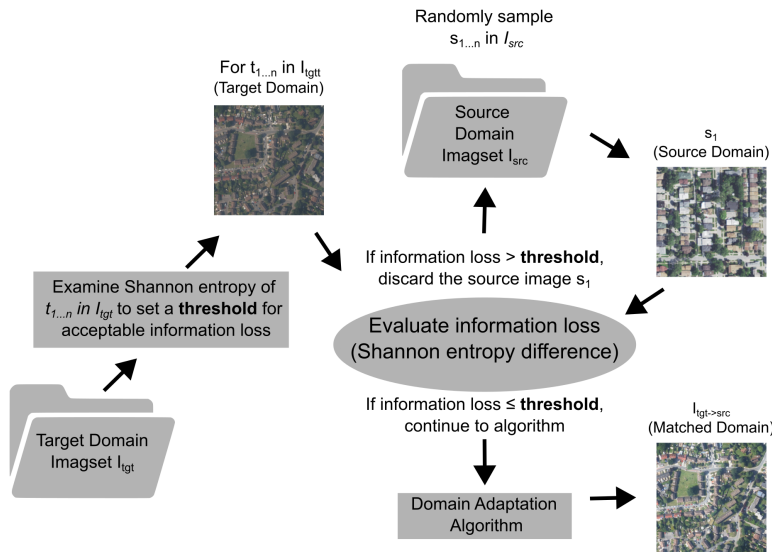 Randomly sample
s1...n in Isrc
For t1...n in Itgtt
(Target Domain)
Source
Domain
Imagset Isrc
s1
(Source Domain)
If information loss > threshold,
discard the source image s1
Examine Shannon entropy of
t1...n in Itgt to set a threshold for
acceptable information loss
Evaluate information loss
(Shannon entropy difference)
If information loss ≤ threshold,
continue to algorithm
Target Domain
Imagset Itgt
Itgt->src
(Matched Domain)
Domain Adaptation
Algorithm